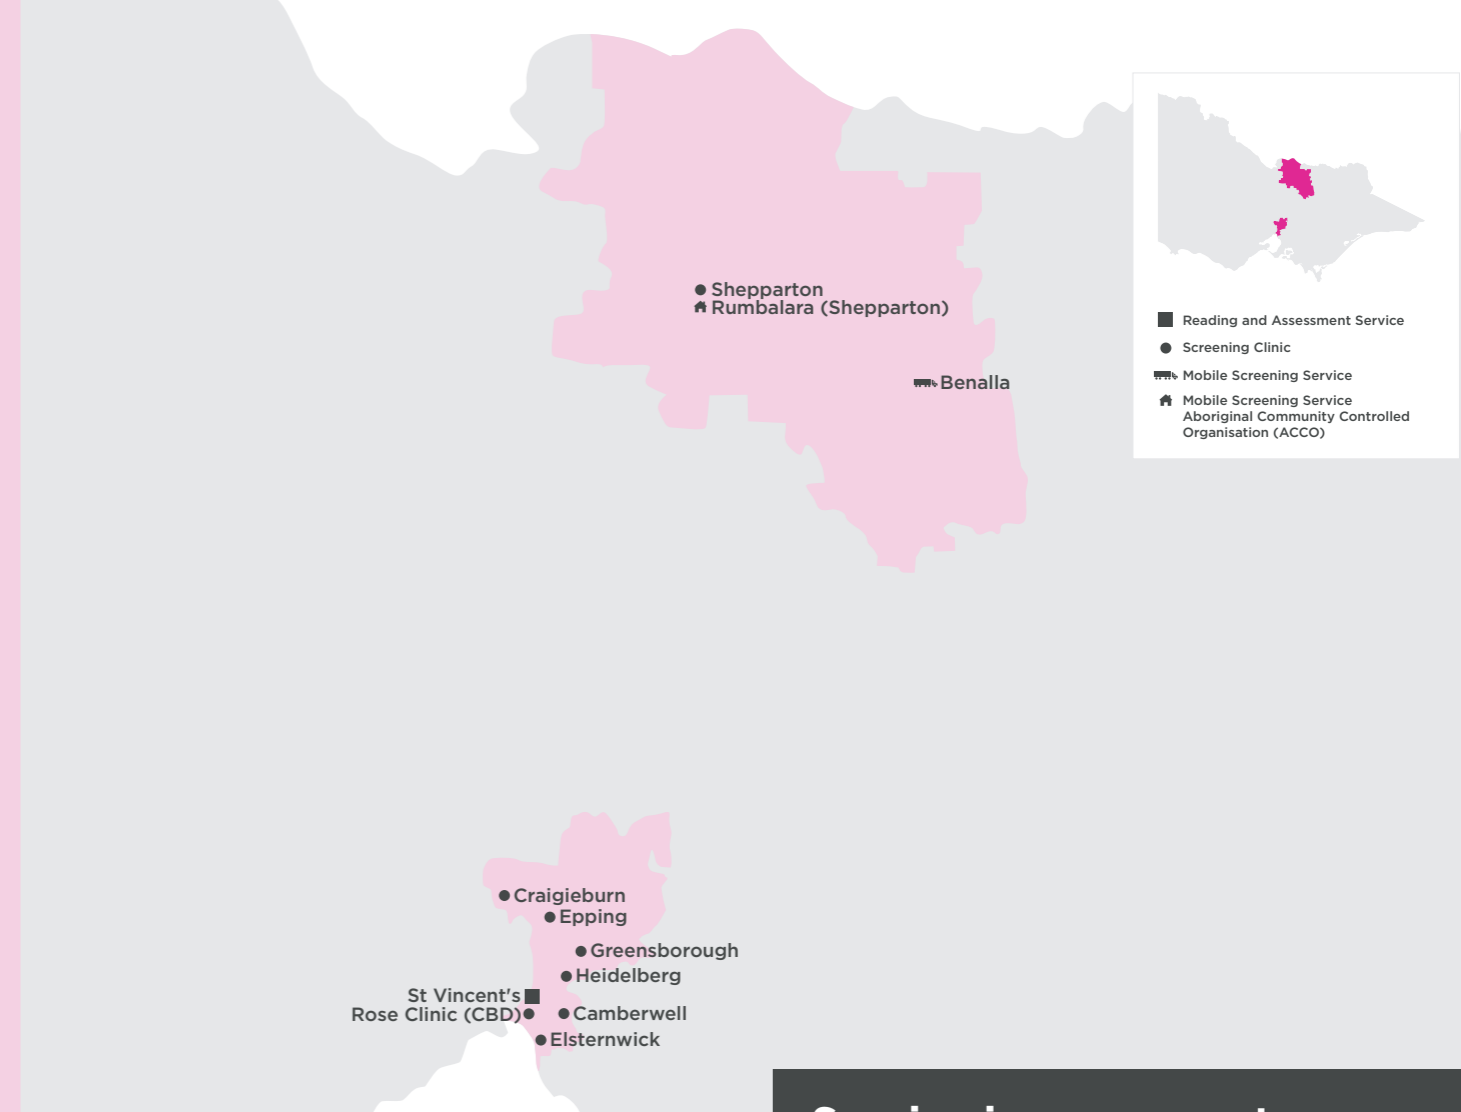 Shepparton
Rumbalara (Shepparton)
Benalla
Reading and Assessment Service
Screening Clinic
Mobile Screening Service
Mobile Screening Service
Aboriginal Community Controlled
Organisation (ACCO)
Craigieburn
Epping
Greensborough
Heidelberg
St Vincent's
Rose Clinic (CBD)
Camberwell
Elsternwick